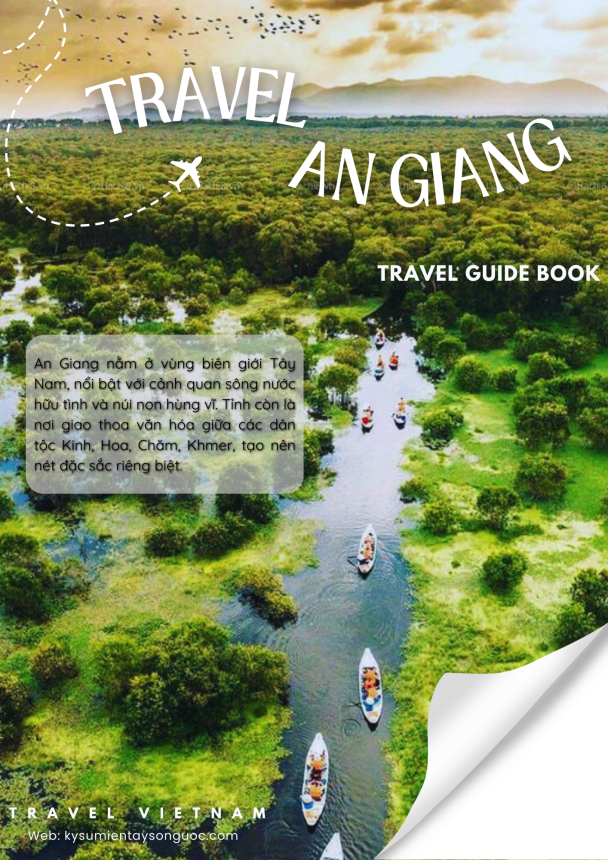 TRAVEL
AN GIANG
TRAVEL GUIDE BOOK
An Giang nằm ở vùng biên giới Tây
Nam, nổi bật với cảnh quan sông nước
hữu tình và núi non hùng vĩ. Tỉnh còn là
nơi giao thoa văn hóa giữa các dân
tộc Kinh, Hoa, Chăm, Khmer, tạo nên
nét đặc sắc riêng biệt.
TRAVEL VIETNAM
Web: kysumientaysonguoc.com